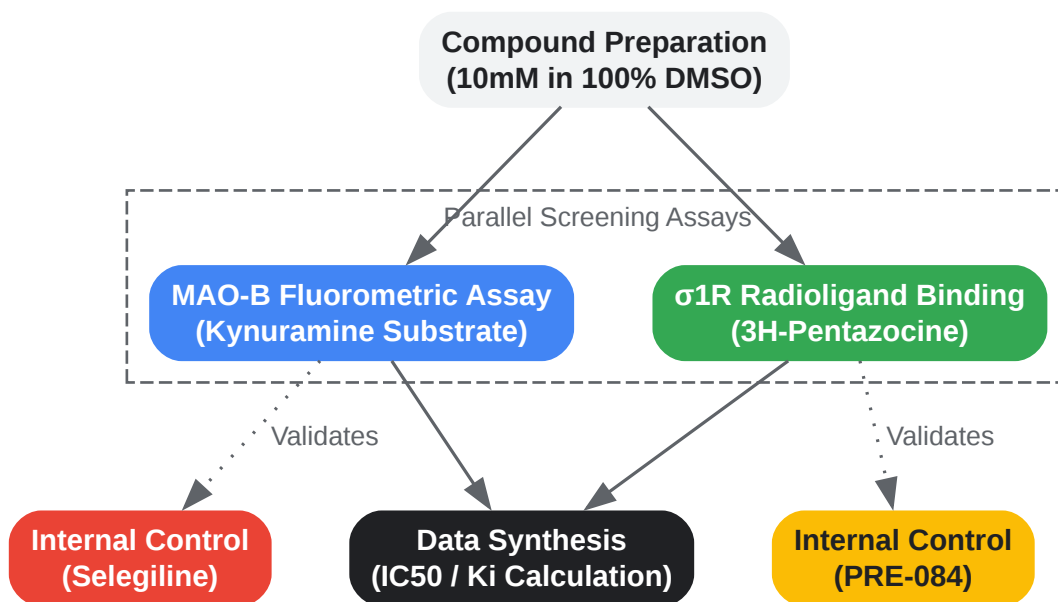 Compound Preparation
(10mM in 100% DMSO)
Parallel Screening Assays
MAO-B Fluorometric Assay
(Kynuramine Substrate)
σ1R Radioligand Binding
(3H-Pentazocine)
Validates
Validates
Internal Control
(Selegiline)
Data Synthesis
(IC50 / Ki Calculation)
Internal Control
(PRE-084)